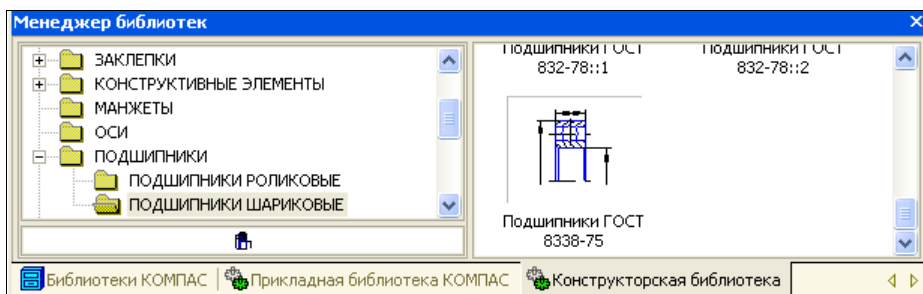 Менеджер библиотек
ЗАКЛЕПКИ
КОНСТРУКТИВНЫЕ ЭЛЕМЕНТЫ
МАНЖЕТЫ
ОСИ
ПОДШИПНИКИ
ПОДШИПНИКИ РОЛИКОВЫЕ
ПОДШИПНИКИ ШАРИКОВЫЕ
Подшипники ГОСТ
832-78::1
Подшипники ГОСТ
832-78::2
Подшипники ГОСТ
8338-75
Библиотеки КОМПАС
Прикладная библиотека КОМПАС
Конструкторская библиотека